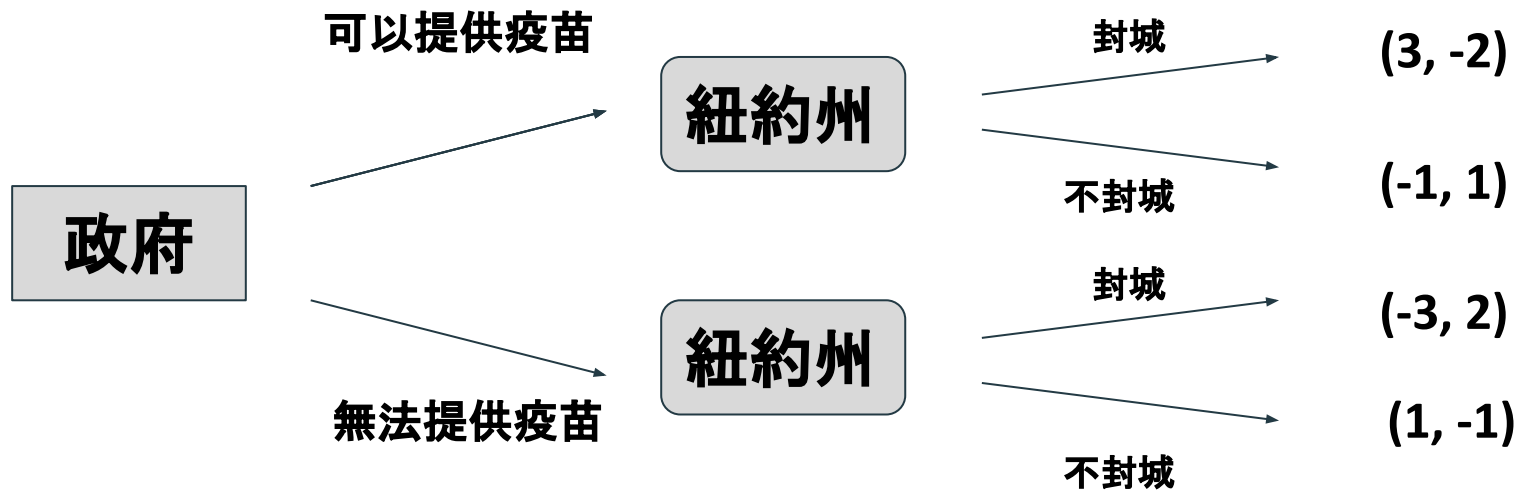 可以提供疫苗
封城
(3, -2)
紐約州
不封城
(-1, 1)
政府
封城
(-3, 2)
紐約州
無法提供疫苗
不封城
(1, -1)